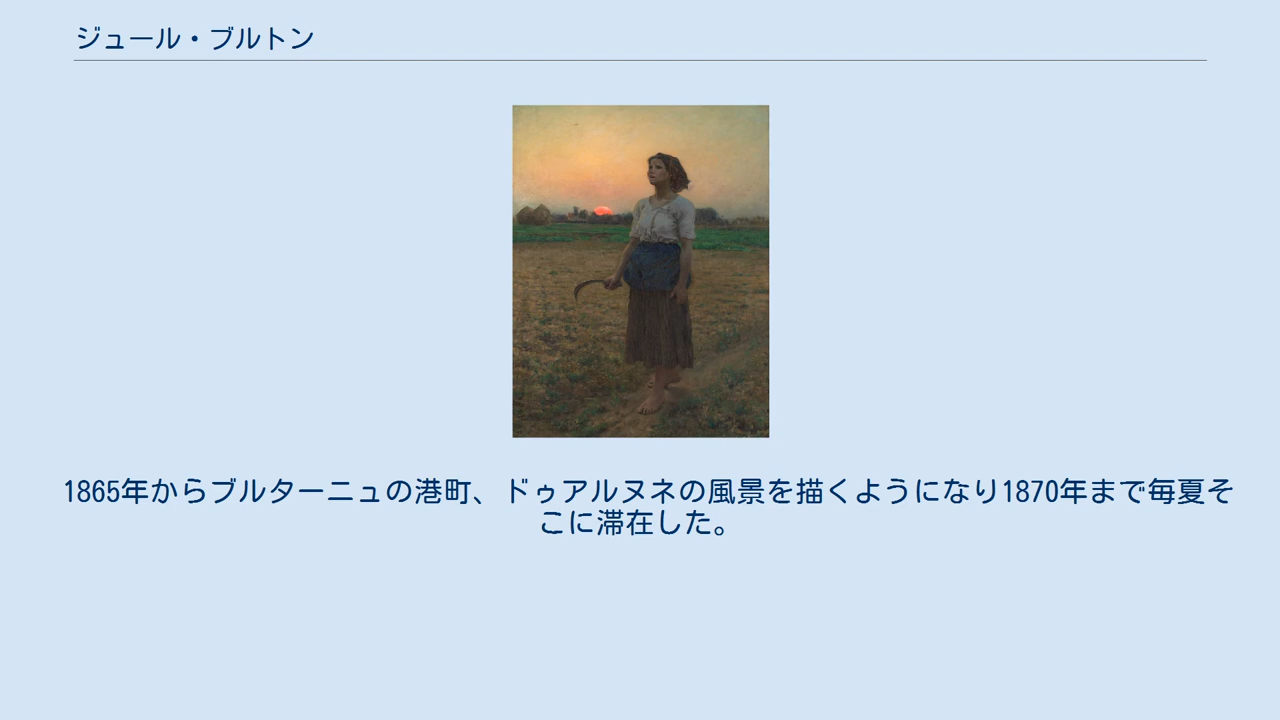 ジュール・ブルトン
1865年からブルターニュの港町、ドゥアルヌネの風景を描くようになり1870年まで毎夏そ
こに滞在した。